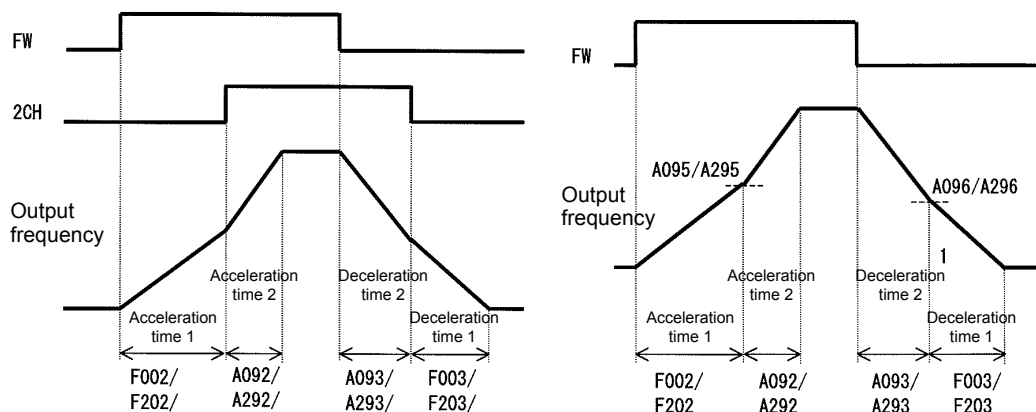 FW
2CH
Output
frequency
Acceleration
time 2
Deceleration
time 2
Acceleration
time 1
Deceleration
time 1
F002/
F202/
A092/
A292/
A093/
A293/
F003/
F203/
FW
A095/A295
A096/A296
Output
frequency
1
Acceleration
time 2
Deceleration
time 2
Acceleration
time 1
Deceleration
time 1
F002/
F202
A092/
A292
A093/
A293
F003/
F203